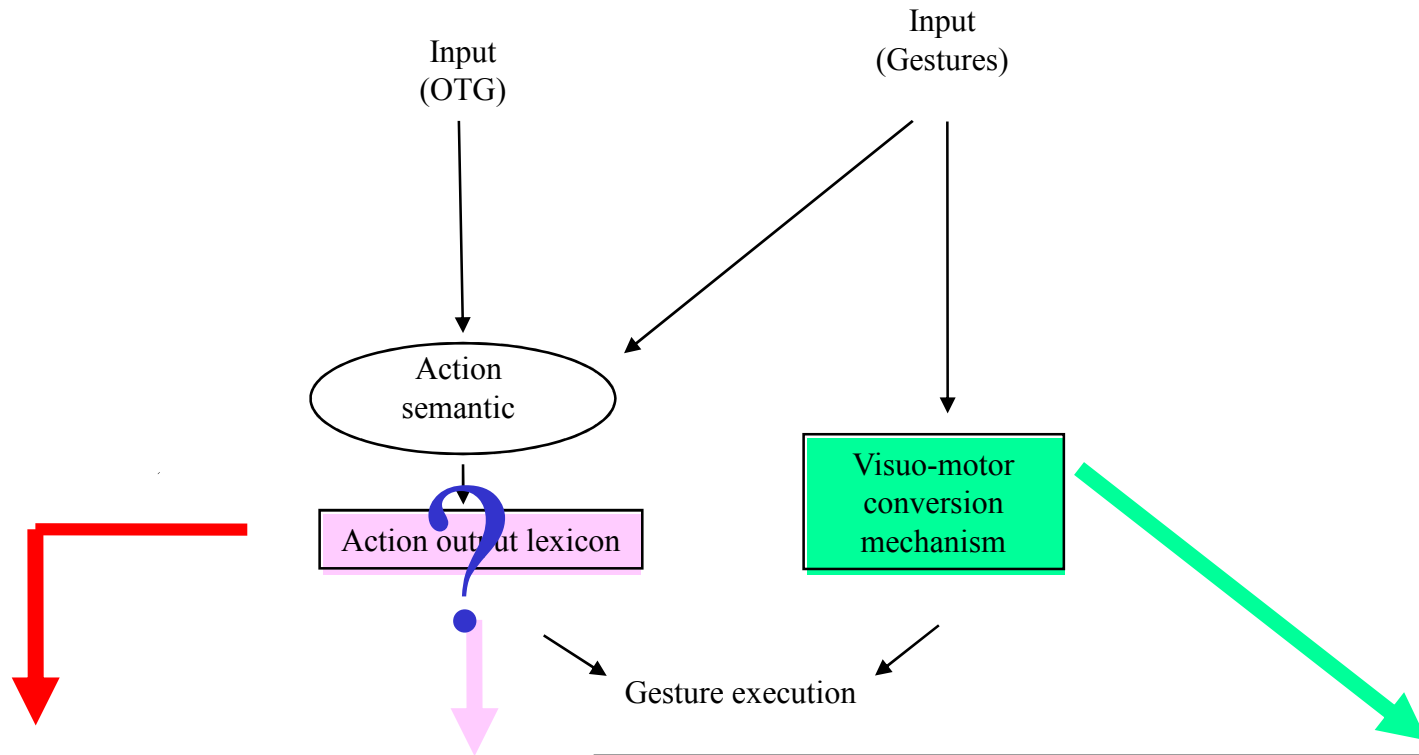 Input
(OTG)
Input
(Gestures)
Action
semantic
Action output lexicon
?
Visuo-motor
conversion
mechanism
Gesture execution